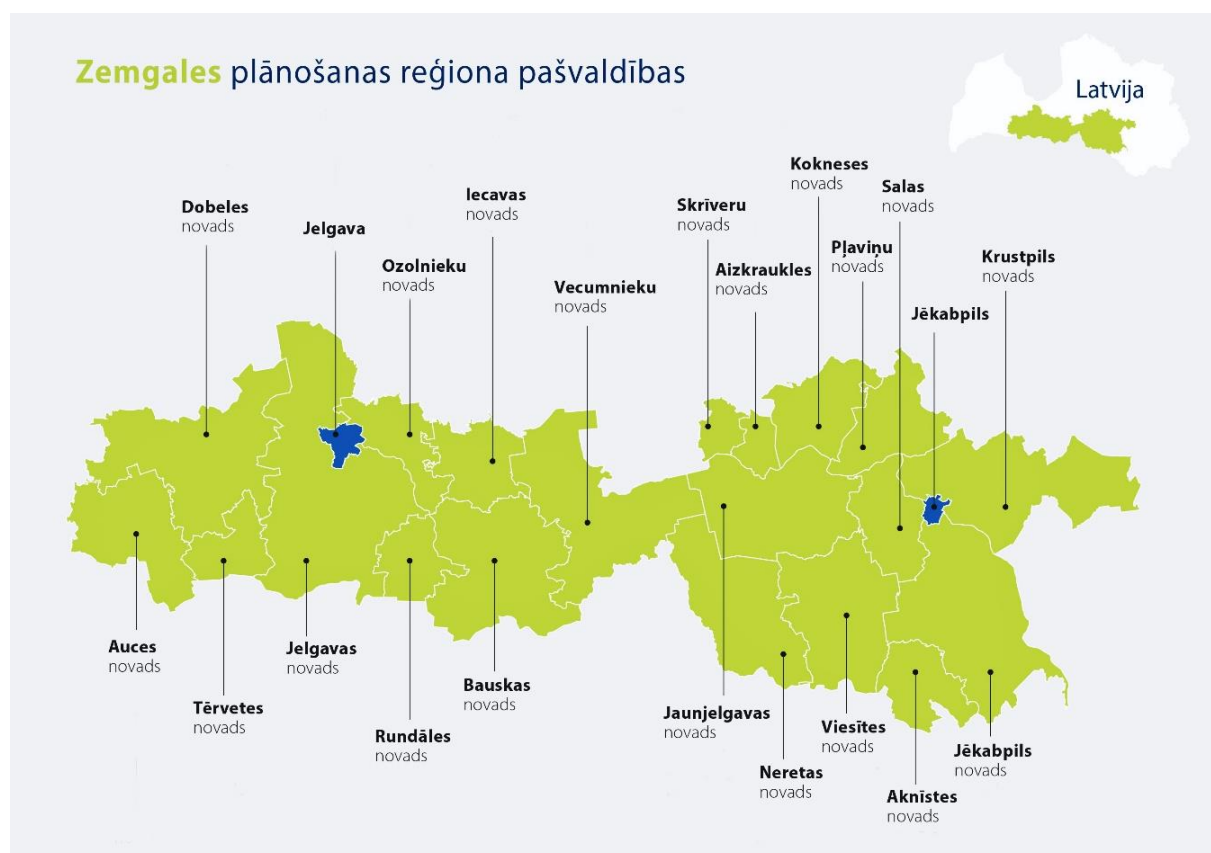 Zemgales plānošanas reģiona pašvaldības
Latvija
Dobeles
novads
Jelgava
Ozolnieku
novads
Iecavas
novads
Vecumnieku
novads
Skrīveru
novads
Aizkraukles
novads
Kokneses
novads
Pļaviņu
novads
Salas
novads
Jēkabpils
Krustpils
novads
Auces
novads
Tērvetes
novads
Jelgavas
novads
Rundāles
novads
Bauskas
novads
Jaunjelgavas
novads
Neretas
novads
Viesītes
novads
Aknīstes
novads
Jēkabpils
novads